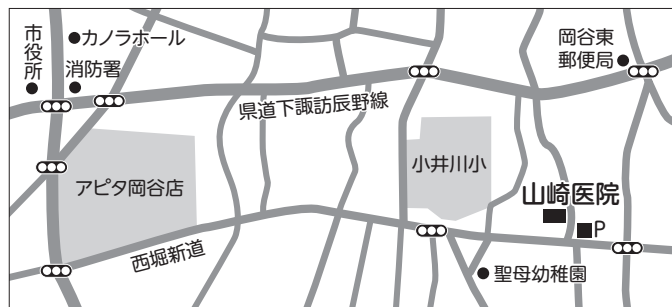 市役所
カノラホール
消防署
岡谷東
郵便局
県道下諏訪辰野線
アピタ岡谷店
小井川小
山崎医院
P
西堀新道
聖母幼稚園